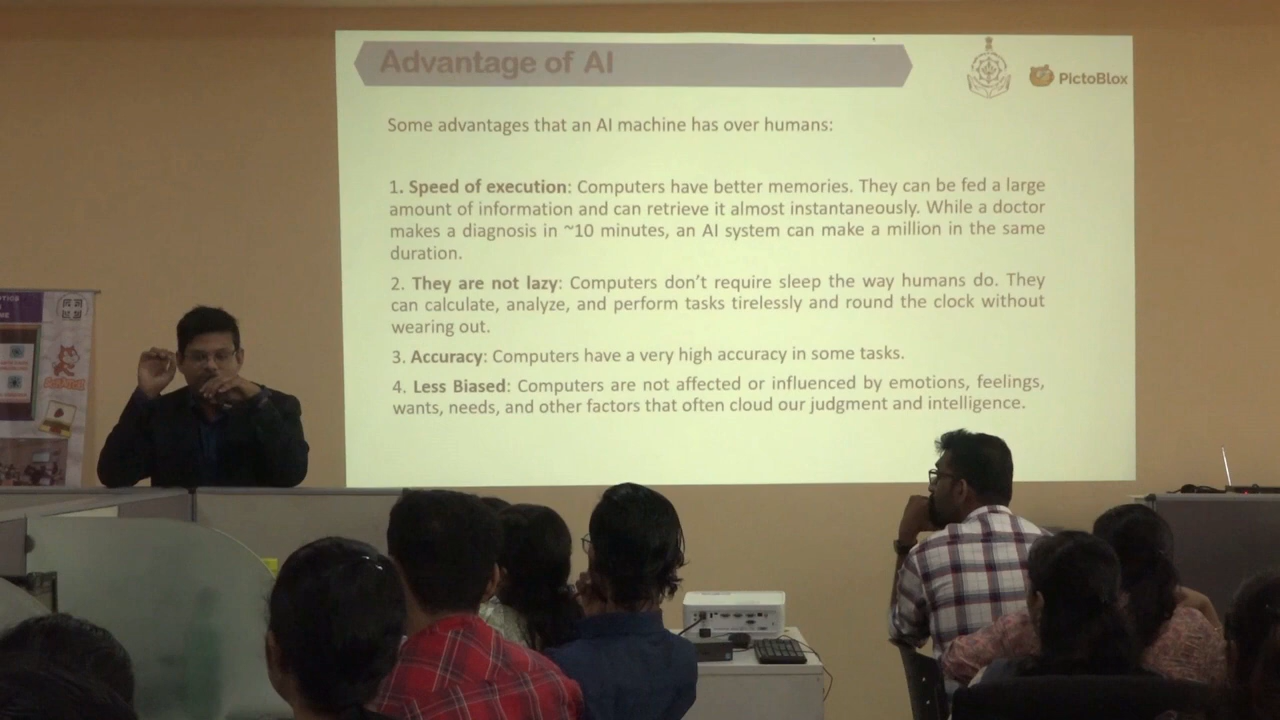 Advantage of AI
PictoBlox
Some advantages that an AI machine has over humans:
1. Speed of execution: Computers have better memories. They can be fed a large
amount of information and can retrieve it almost instantaneously. While a doctor
makes a diagnosis in ~10 minutes, an AI system can make a million in the same
duration.
2. They are not lazy: Computers don't require sleep the way humans do. They
can calculate, analyze, and perform tasks tirelessly and round the clock without
wearing out.
3. Accuracy: Computers have a very high accuracy in some tasks.
4. Less Biased: Computers are not affected or influenced by emotions, feelings,
wants, needs, and other factors that often cloud our judgment and intelligence.